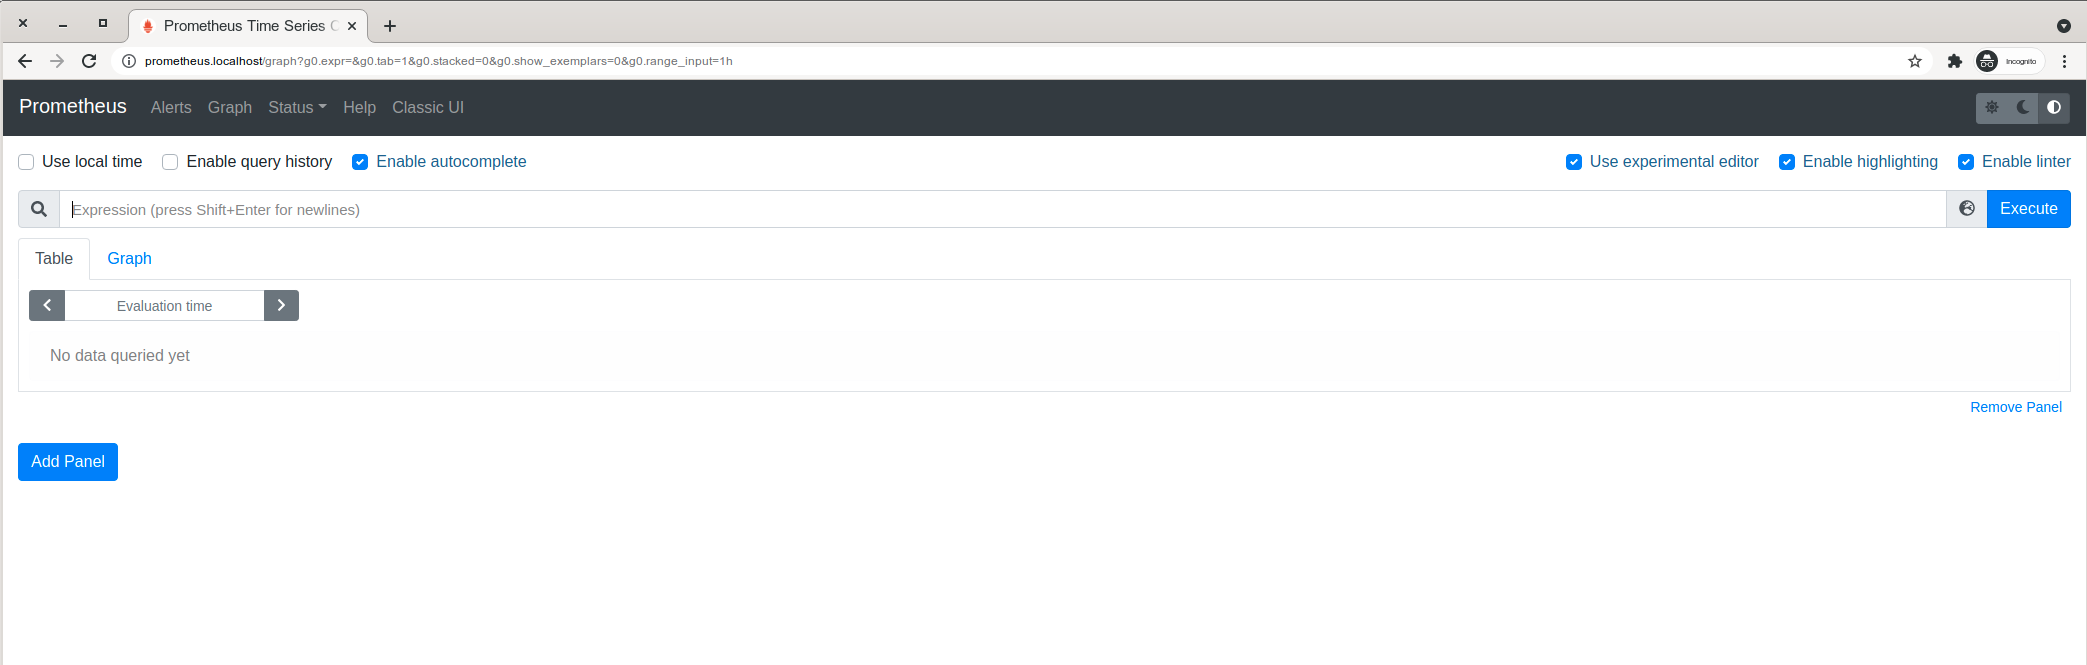 Prometheus Time Series C
prometheus.localhost/graph?g0.expr=&g0.tab=1&g0.stacked=0&g0.show_exemplars=0&g0.range_input=1h
Incognito
Prometheus Alerts Graph Status Help Classic UI
Use local time Enable query history Enable autocomplete Use experimental editor Enable highlighting Enable linter
Expression (press Shift+Enter for newlines) Execute
Table Graph
Evaluation time
No data queried yet
Remove Panel
Add Panel